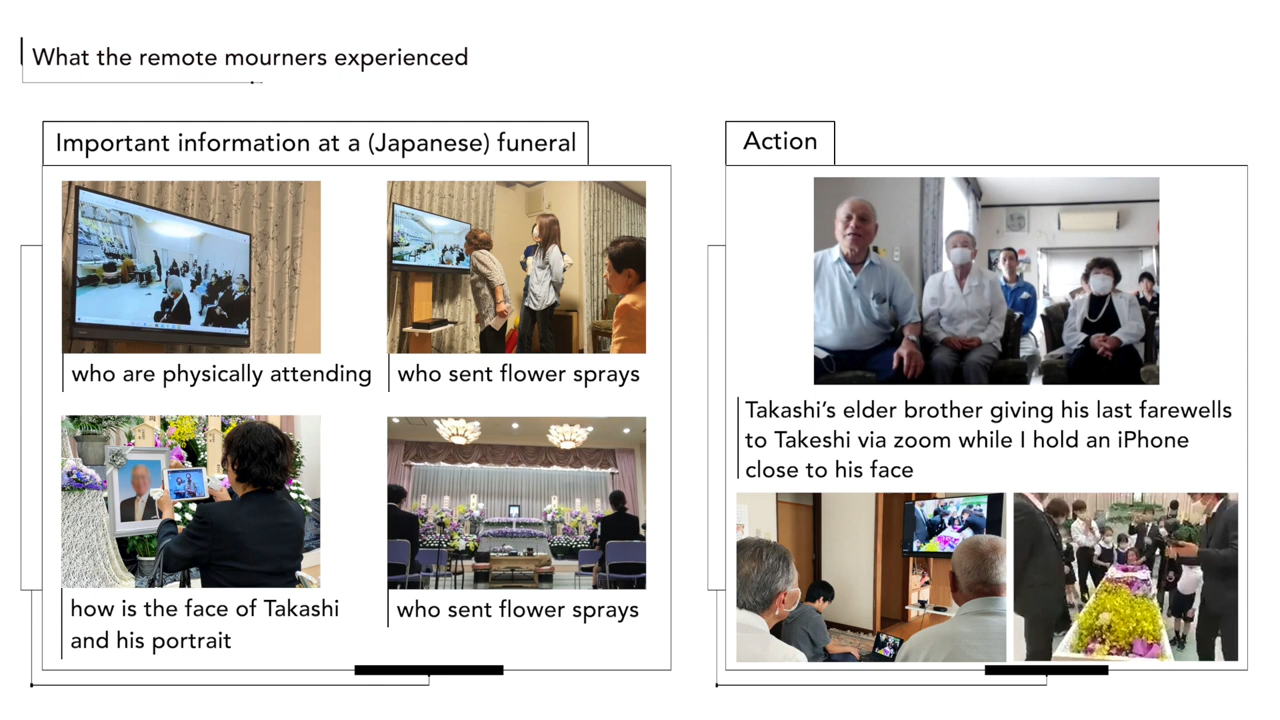 What the remote mourners experienced
Important information at a (Japanese) funeral
who are physically attending
who sent flower sprays
how is the face of Takashi
and his portrait
who sent flower sprays
Action
Takashi’s elder brother giving his last farewells
to Takeshi via zoom while I hold an iPhone
close to his face